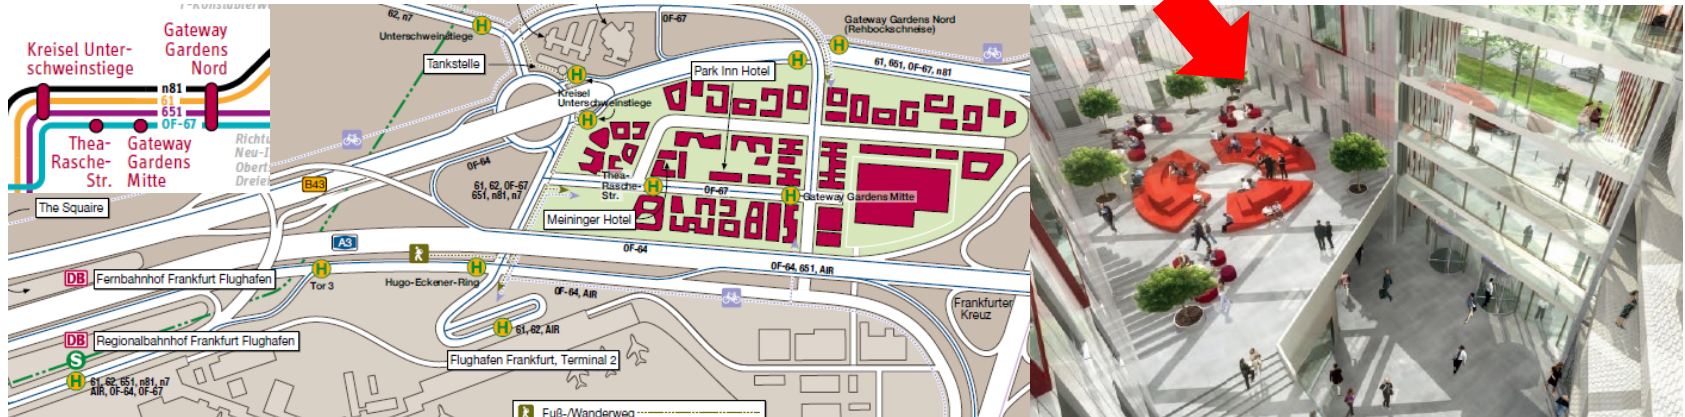 Kreisel Unter-
schweinstiege
Gateway
Gardens
Nord
n81
61
651
OF-67
Thea-
Rasche-
Str.
Gateway
Gardens
Mitte
62, n7
Unterschweinstiege
Tankstelle
OF-67
Gateway Gardens Nord
(Rehbockschneise)
61, 651, OF-67, n81
Park Inn Hotel
Kreisel
Unterschweinstiege
OF-64
B43
61, 62, OF-67
651, n81, n7
Thea-
Rasche-
Str.
OF-67
Gateway Gardens Mitte
Meininger Hotel
The Squaire
A3
OF-64
OF-64, 651, AIR
DB Fernbahnhof Frankfurt Flughafen
Tor 3
Hugo-Eckener-Ring
OF-64, AIR
Frankfurter
Kreuz
61, 62, AIR
DB Regionalbahnhof Frankfurt Flughafen
Flughafen Frankfurt, Terminal 2
S
H
61, 62, 651, n81, n7
AIR, OF-64, OF-67
Fuß-/Wanderweg